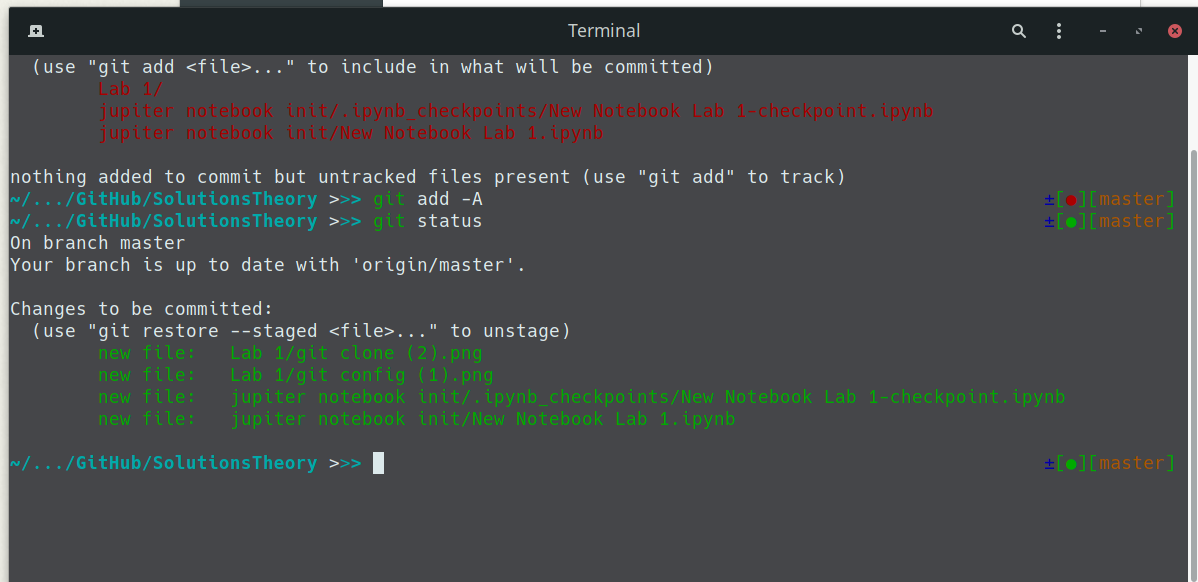 Terminal
(use "git add <file>..." to include in what will be committed)
Lab 1/
jupiter notebook init/.ipynb_checkpoints/New Notebook Lab 1-checkpoint.ipynb
jupiter notebook init/New Notebook Lab 1.ipynb
nothing added to commit but untracked files present (use "git add" to track)
~/.../GitHub/SolutionsTheory >>> git add -A ±[●][master]
~/.../GitHub/SolutionsTheory >>> git status ±[●][master]
On branch master
Your branch is up to date with 'origin/master'.
Changes to be committed:
(use "git restore --staged <file>..." to unstage)
new file:   Lab 1/git clone (2).png
new file:   Lab 1/git config (1).png
new file:   jupiter notebook init/.ipynb_checkpoints/New Notebook Lab 1-checkpoint.ipynb
new file:   jupiter notebook init/New Notebook Lab 1.ipynb
~/.../GitHub/SolutionsTheory >>> ±[●][master]